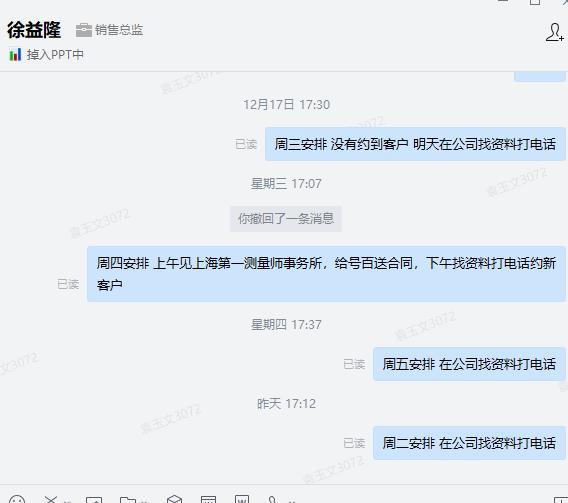 徐益隆 销售总监
掉入PPT中
袁玉文3072
12月17日 17:30
已读 周三安排 没有约到客户 明天在公司找资料打电话
星期三 17:07
袁玉文3072
袁玉文3072
你撤回了一条消息
周四安排 上午见上海第一测量师事务所，给号百送合同，下午找资料打电话约新
已读 客户
星期四 17:37
袁玉文3072
已读 周五安排 在公司找资料打电话
袁玉文3072
昨天 17:12
袁玉文3072
已读 周二安排 在公司找资料打电话
袁玉文3072